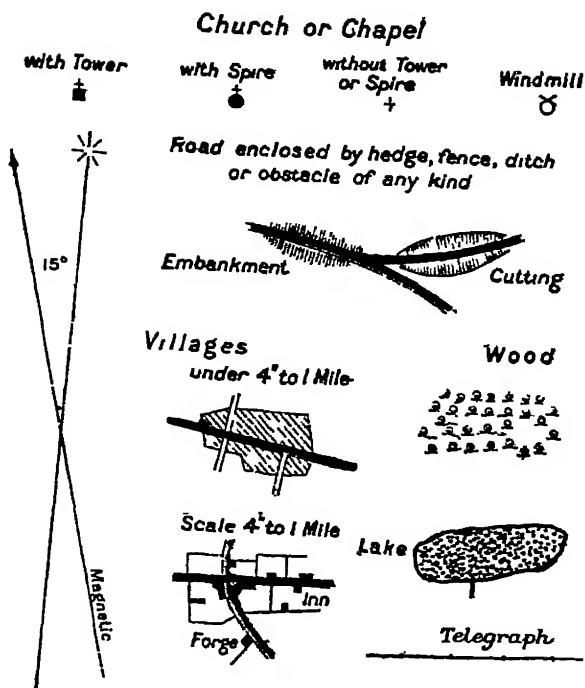 Church or Chapel
with Tower
with Spire
without Tower
or Spire
Windmill
Road enclosed by hedge, fence, ditch
or obstacle of any kind
15°
Embankment
Cutting
Villages
under 4" to 1 Mile
Wood
Scale 4" to 1 Mile
Lake
Inn
Magnetic
Forge
Telegraph